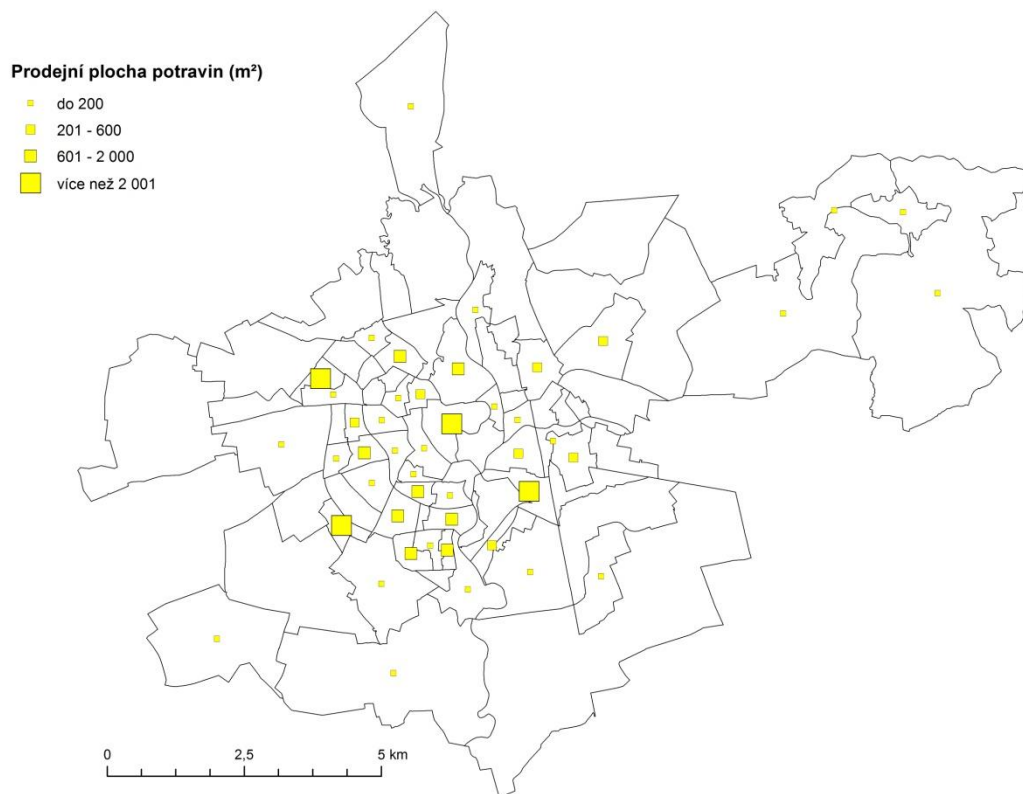 Prodejní plocha potravin (m²)
do 200
201 - 600
601 - 2 000
více než 2 001
0 2,5 5 km